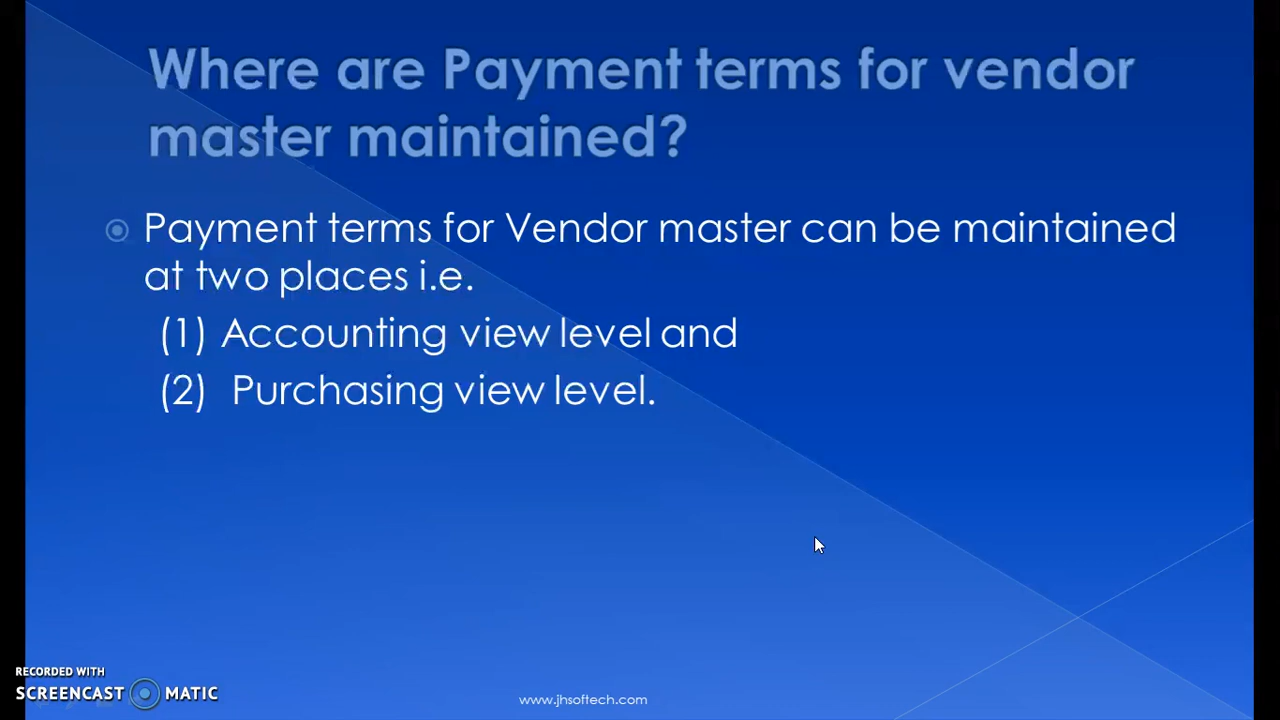 Where are Payment terms for vendor
master maintained?
Payment terms for Vendor master can be maintained
at two places i.e.
(1) Accounting view level and
(2) Purchasing view level.
RECORDED WITH
SCREENCAST MATIC
www.jhsoftech.com